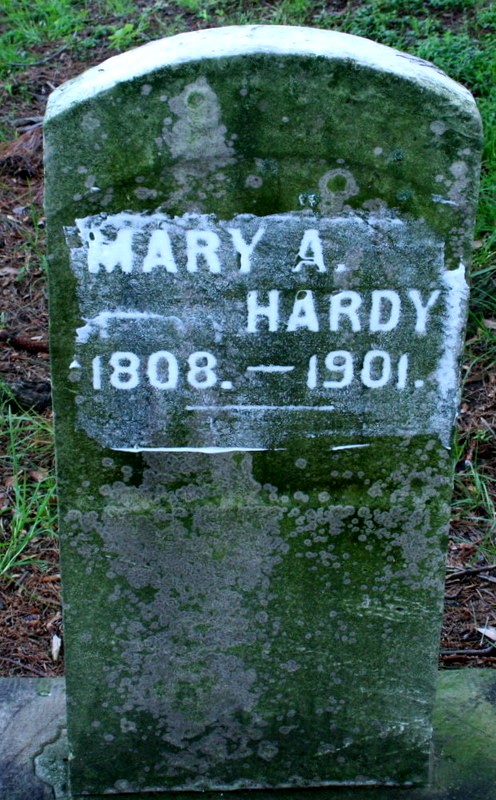 MARY A.
HARDY
1808. — 1901.